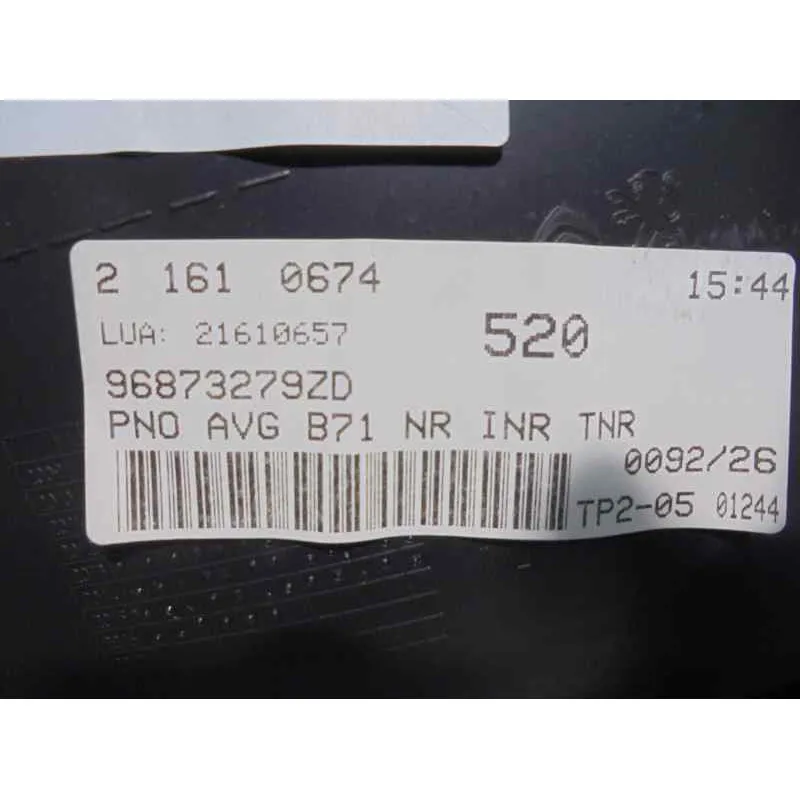 2 161 0674 15:44
LUA: 21610657 520
96873279ZD
PNO AVG B71 NR INR TNR
0092/26
TP2-05 01244